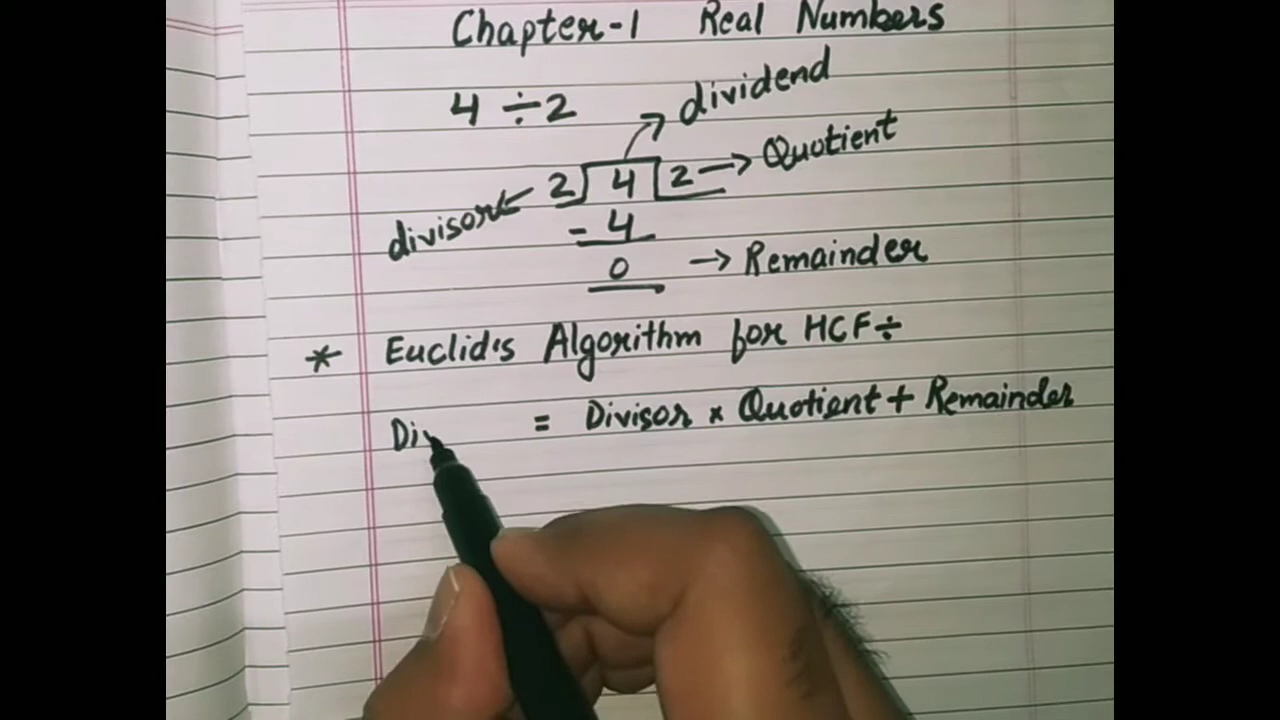 Chapter-1 Real Numbers
4 ÷ 2
dividend
Quotient
2 4 2
divisor
- 4
0 → Remainder
* Euclid's Algorithm for HCF÷
Di = Divisor × Quotient + Remainder